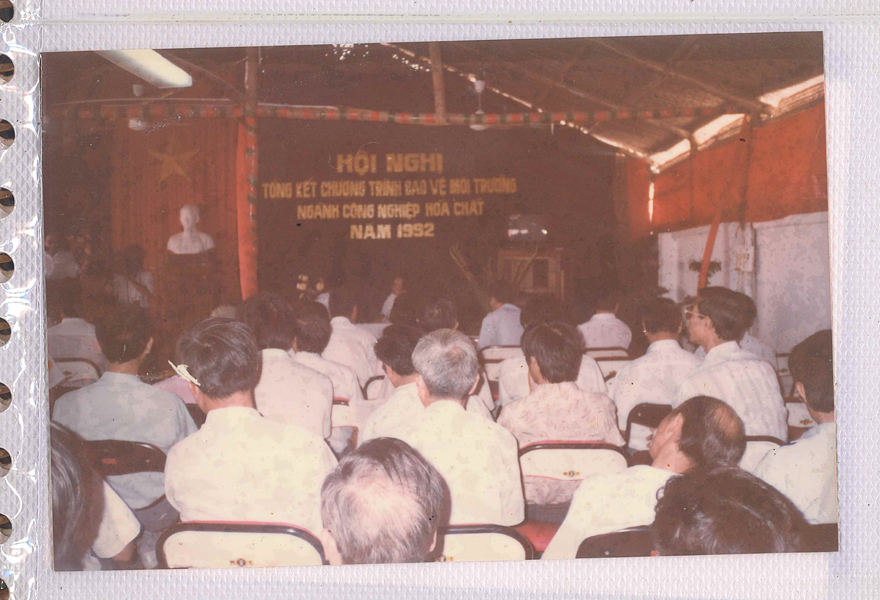 HỘI NGHỊ
TỔNG KẾT CHƯƠNG TRÌNH BẢO VỆ MÔI TRƯỜNG
NGÀNH CÔNG NGHIỆP HÓA CHẤT
NĂM 1992